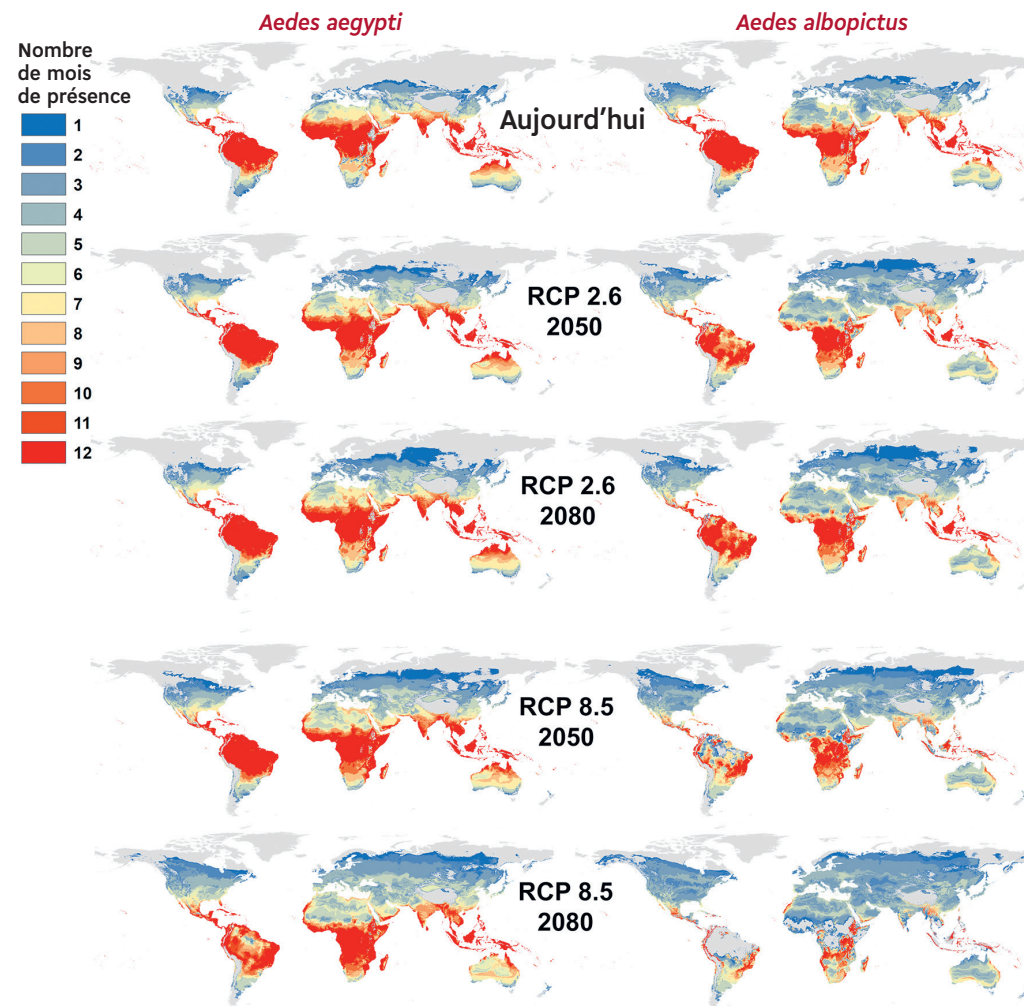 Aedes aegypti
Aedes albopictus
Nombre
de mois
de présence
1
2
3
4
5
6
7
8
9
10
11
12
Aujourd'hui
RCP 2.6
2050
RCP 2.6
2080
RCP 8.5
2050
RCP 8.5
2080